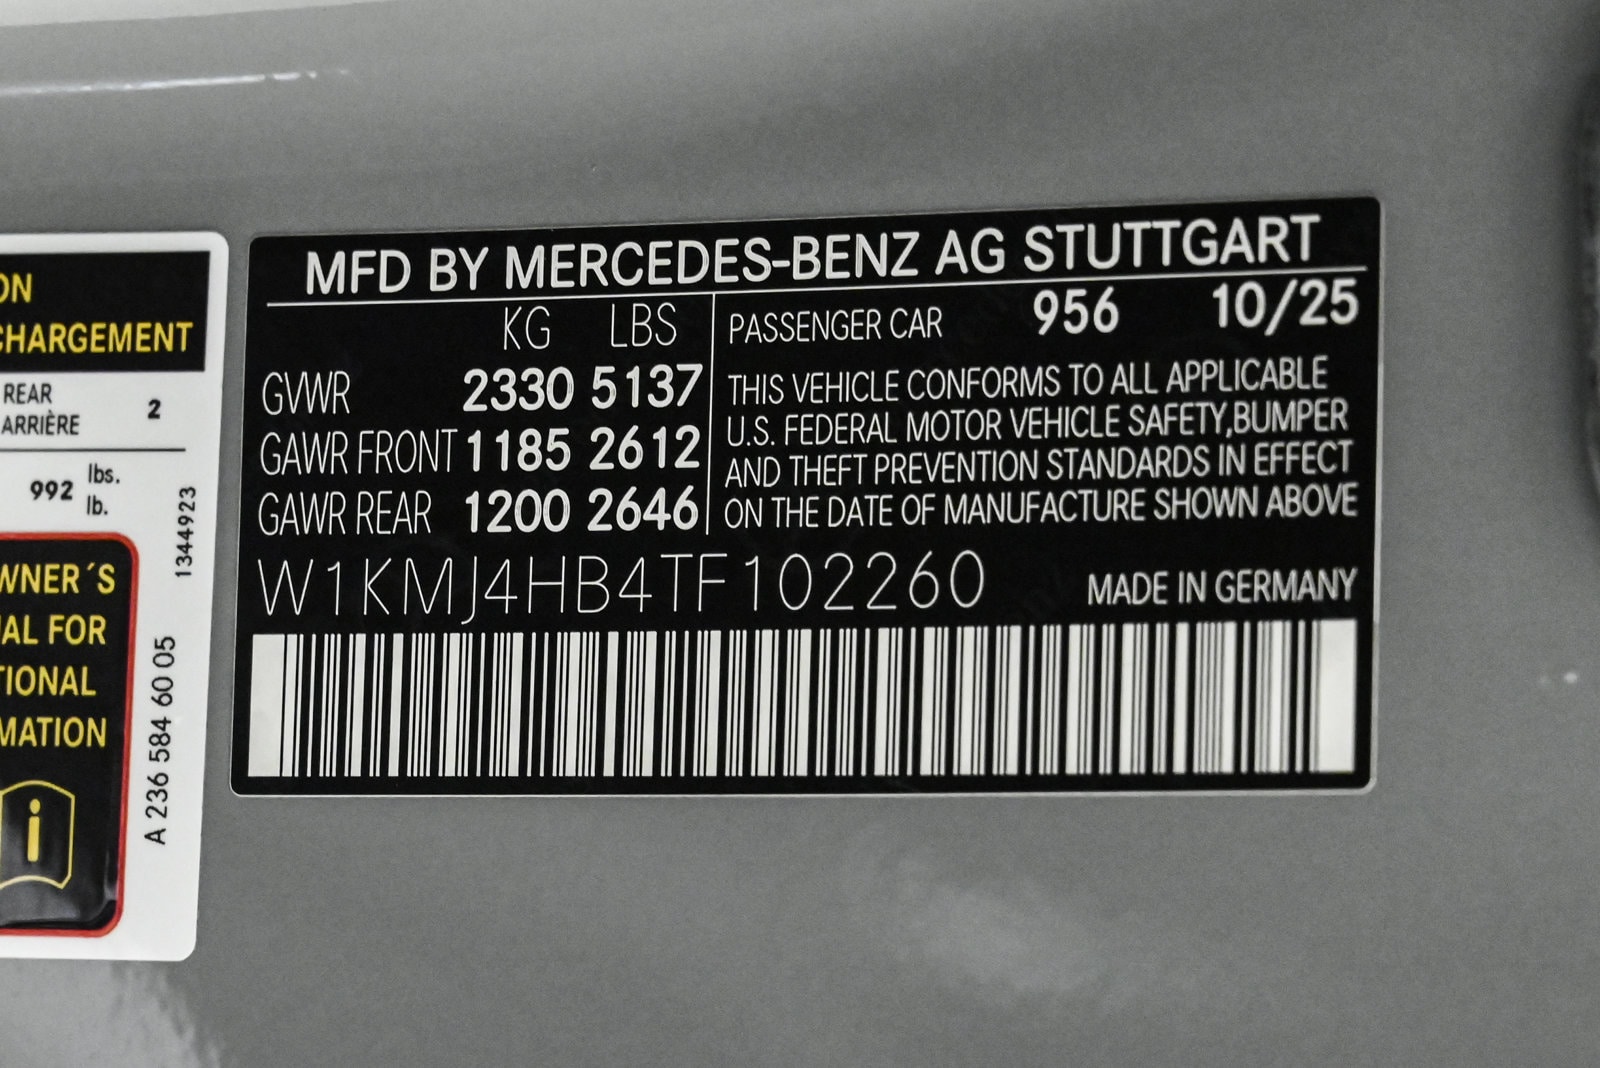 ON
CHARGEMENT
REAR
ARRIÈRE 2
992 lbs.
lb.
1344923
WNER´S
AL FOR
TIONAL
MATION
i
A 236 584 60 05
MFD BY MERCEDES-BENZ AG STUTTGART
KG LBS
GVWR 2330 5137
GAWR FRONT 1185 2612
GAWR REAR 1200 2646
PASSENGER CAR 956 10/25
THIS VEHICLE CONFORMS TO ALL APPLICABLE
U.S. FEDERAL MOTOR VEHICLE SAFETY,BUMPER
AND THEFT PREVENTION STANDARDS IN EFFECT
ON THE DATE OF MANUFACTURE SHOWN ABOVE
W1KMJ4HB4TF102260 MADE IN GERMANY